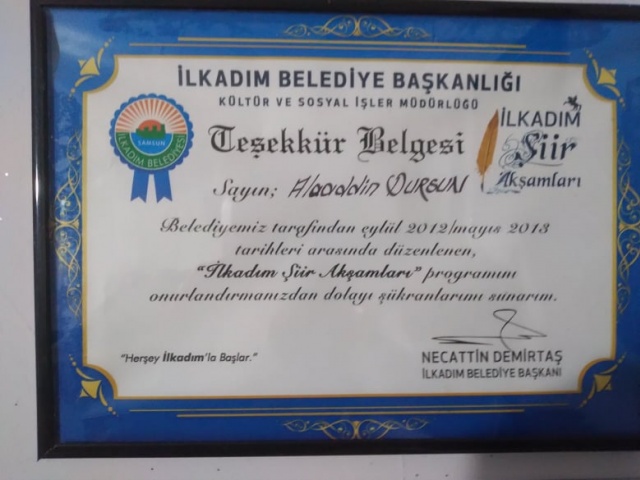 İLKADIM BELEDİYE BAŞKANLIĞI
KÜLTÜR VE SOSYAL İŞLER MÜDÜRLÜĞÜ
SAMSUN
İLKADIM BELEDİYESİ
Teşekkür Belgesi
İLKADIM
Şiir
Akşamları
Sayın; Alaaddin DURSUN
Belediyemiz tarafından eylül 2012/mayıs 2013
tarihleri arasında düzenlenen,
“İlkadım Şiir Akşamları” programını
onurlandırmanızdan dolayı şükranlarımı sunarım.
“Herşey İlkadım’la Başlar.”
NECATTİN DEMİRTAŞ
İLKADIM BELEDİYE BAŞKANI